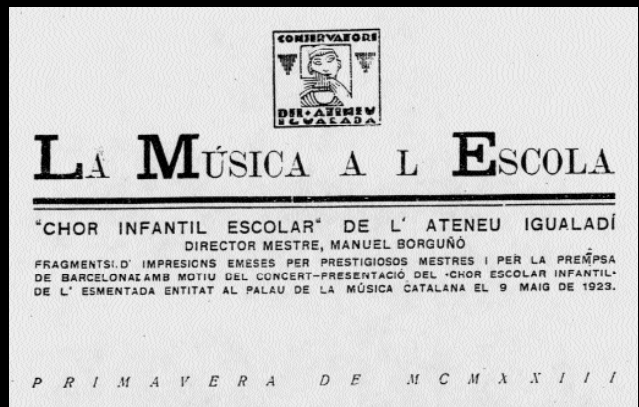 CONSERVATORI
DEL·ATENEU
IGUALADA
LA MÚSICA A L ESCOLA
"CHOR INFANTIL ESCOLAR" DE L' ATENEU IGUALADÍ
DIRECTOR MESTRE, MANUEL BORGUÑÓ
FRAGMENTSI.D' IMPRESIONS EMESES PER PRESTIGIOSOS MESTRES I PER LA PREMPSA
DE BARCELONA AMB MOTIU DEL CONCERT-PRESENTACIÓ DEL ·CHOR ESCOLAR INFANTIL·
DE L' ESMENTADA ENTITAT AL PALAU DE LA MÚSICA CATALANA EL 9 MAIG DE 1923.
PRIMAVERA DE MCMXXIII